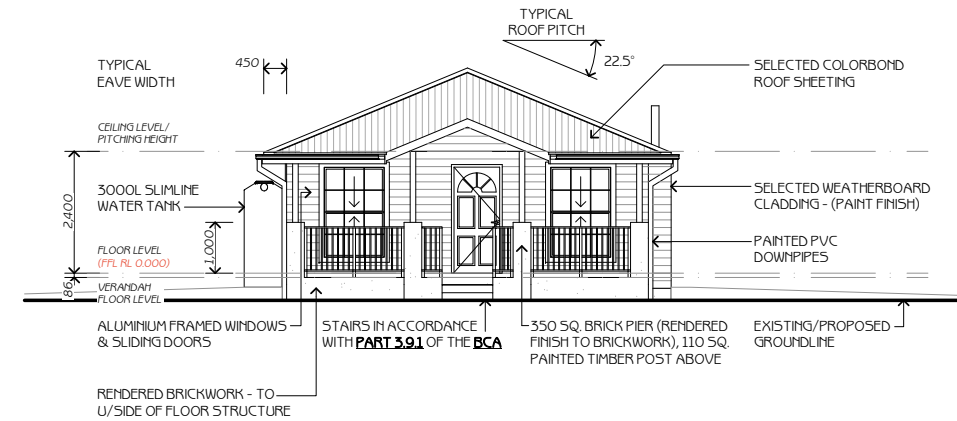 TYPICAL
ROOF PITCH
22.5°
TYPICAL
EAVE WIDTH
450
SELECTED COLORBOND
ROOF SHEETING
CEILING LEVEL/
PITCHING HEIGHT
3000L SLIMLINE
WATER TANK
SELECTED WEATHERBOARD
CLADDING - (PAINT FINISH)
2,400
1,000
FLOOR LEVEL
(FFL RL 0.000)
PAINTED PVC
DOWNPIPES
86
VERANDAH
FLOOR LEVEL
ALUMINIUM FRAMED WINDOWS
& SLIDING DOORS
STAIRS IN ACCORDANCE
WITH PART 3.9.1 OF THE BCA
350 SQ. BRICK PIER (RENDERED
FINISH TO BRICKWORK), 110 SQ.
PAINTED TIMBER POST ABOVE
EXISTING/PROPOSED
GROUNDLINE
RENDERED BRICKWORK - TO
U/SIDE OF FLOOR STRUCTURE